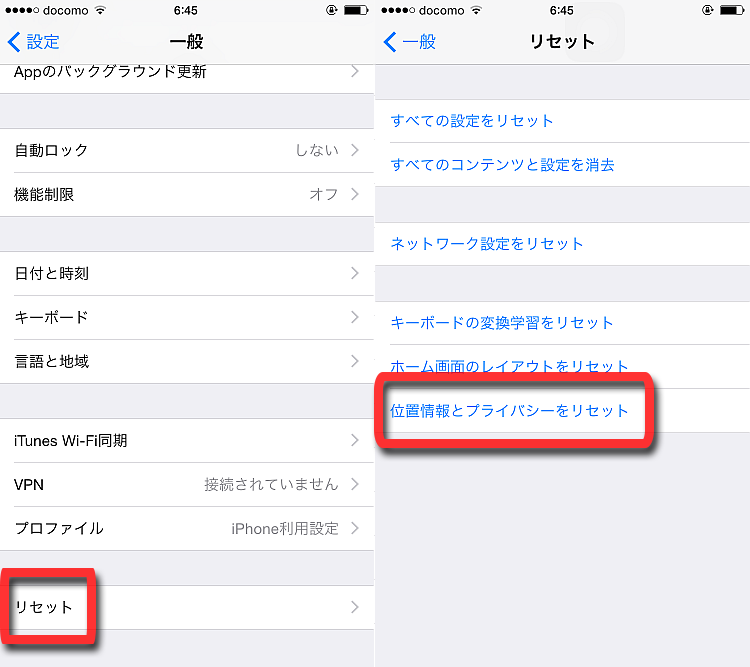 docomo 6:45
設定 一般
Appのバックグラウンド更新
自動ロック しない
機能制限 オフ
日付と時刻
キーボード
言語と地域
iTunes Wi-Fi同期
VPN 接続されていません
プロファイル iPhone利用設定
リセット
docomo 6:45
一般 リセット
すべての設定をリセット
すべてのコンテンツと設定を消去
ネットワーク設定をリセット
キーボードの変換学習をリセット
ホーム画面のレイアウトをリセット
位置情報とプライバシーをリセット